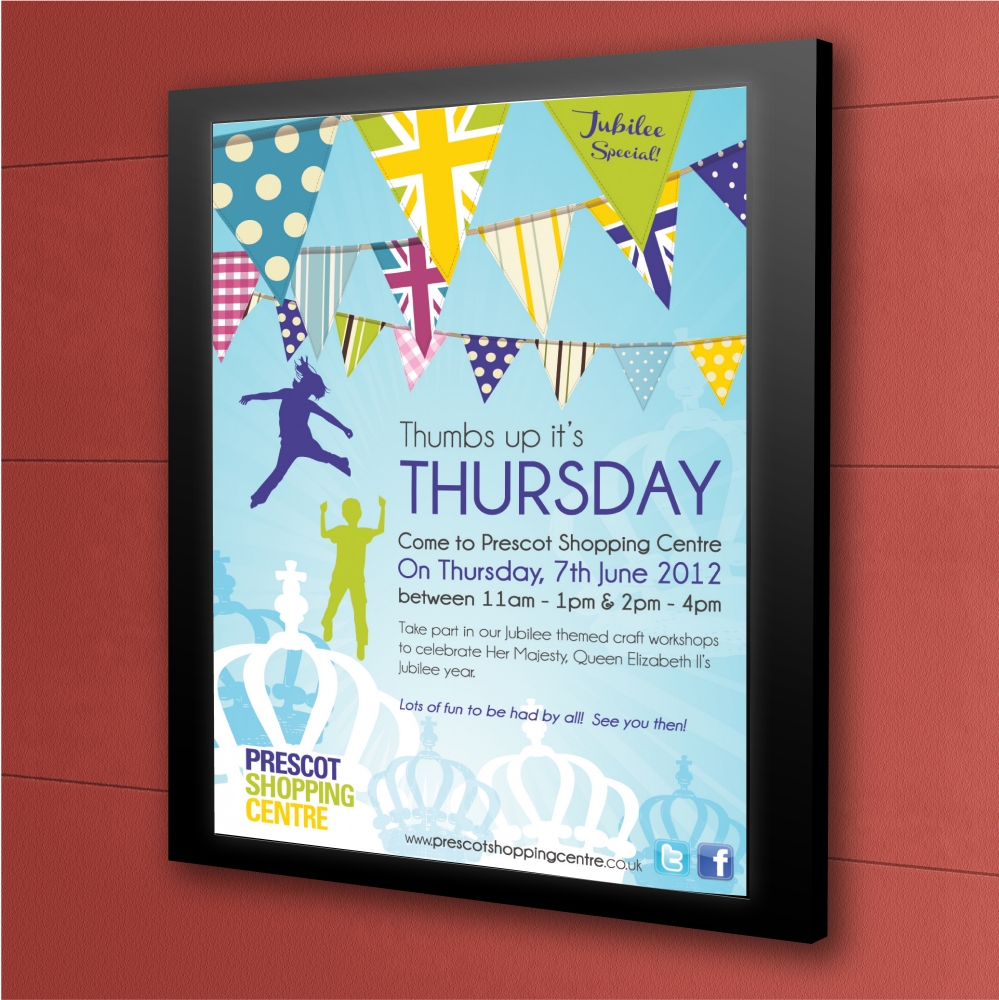 Jubilee
Special!
Thumbs up it's
THURSDAY
Come to Prescot Shopping Centre
On Thursday, 7th June 2012
between 11am - 1pm & 2pm - 4pm
Take part in our Jubilee themed craft workshops
to celebrate Her Majesty, Queen Elizabeth II's
Jubilee year.
Lots of fun to be had by all! See you then!
PRESCOT
SHOPPING
CENTRE
www.prescotshoppingcentre.co.uk
t
f